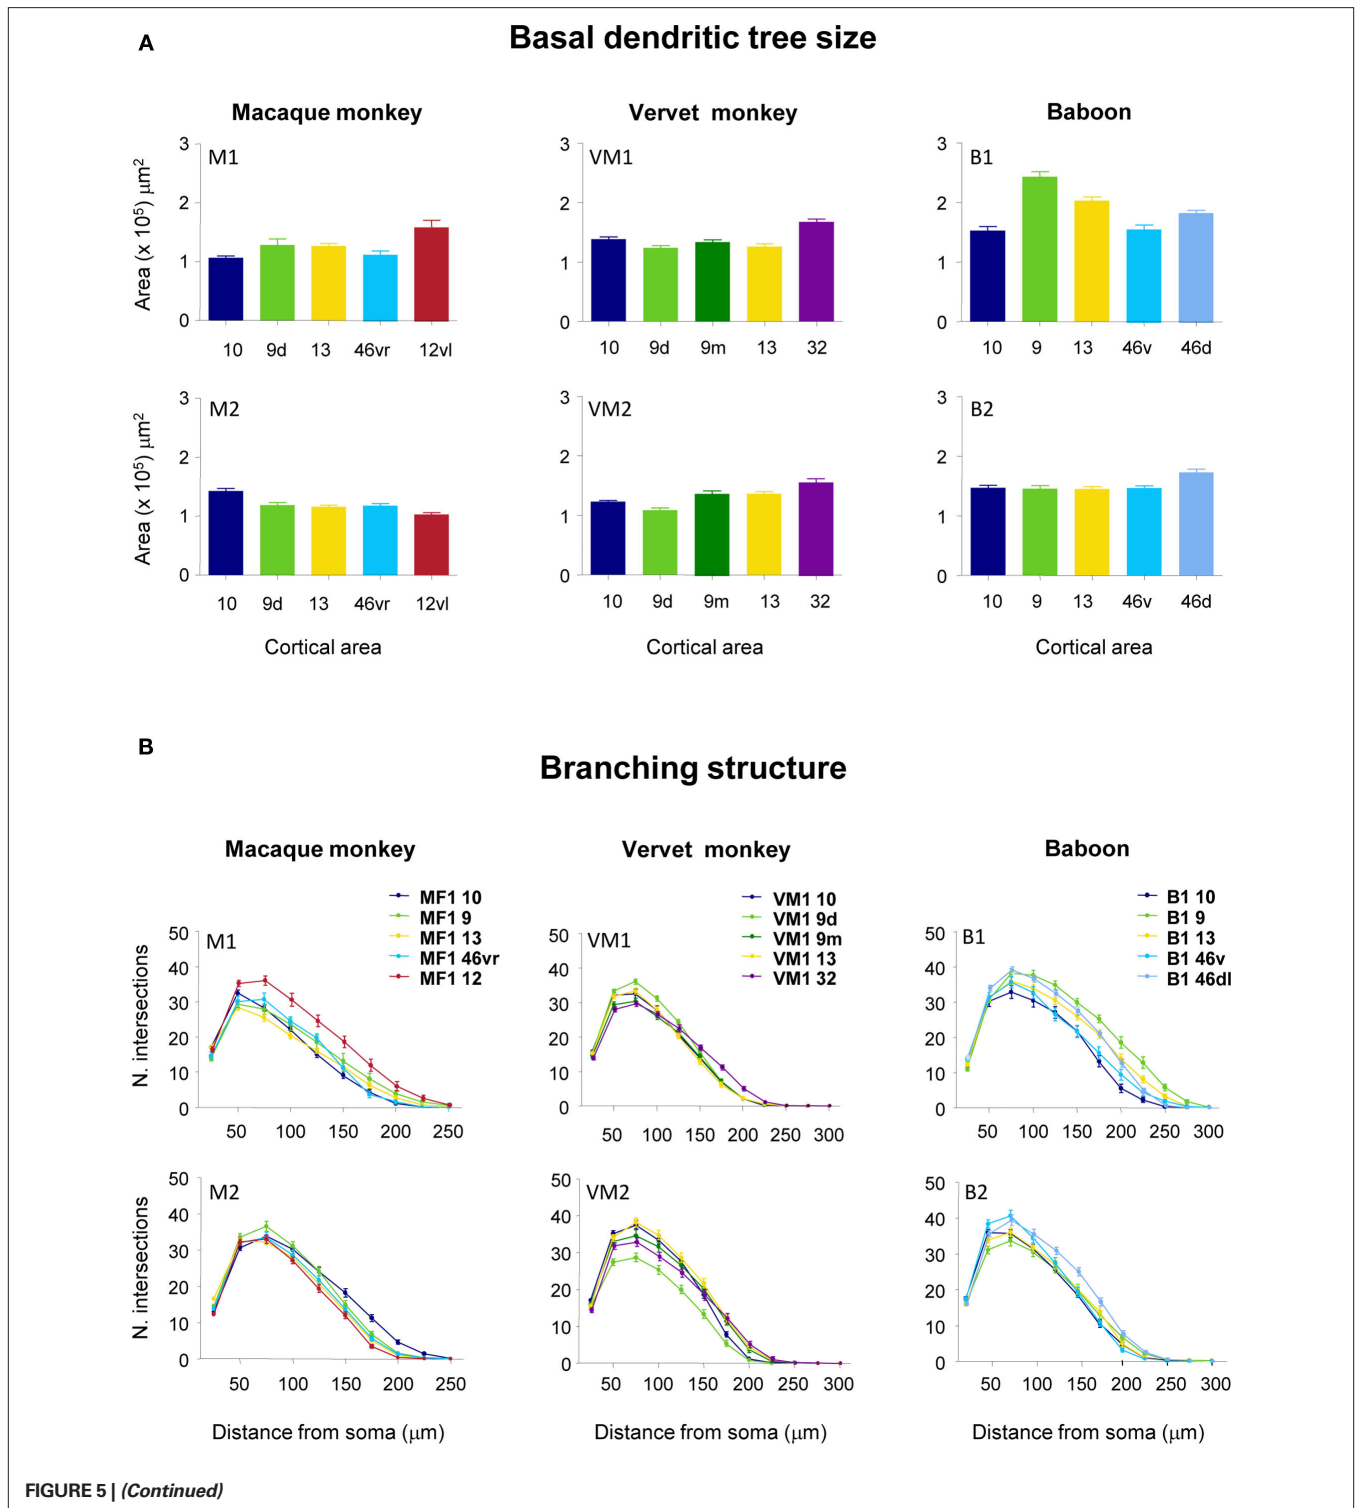 A
Basal dendritic tree size
Macaque monkey
Vervet monkey
Baboon
M1
3
2
1
0
Area (x 10⁵) µm²
10 9d 13 46vr 12vl
VM1
3
2
1
0
10 9d 9m 13 32
B1
3
2
1
0
10 9 13 46v 46d
M2
3
2
1
0
Area (x 10⁵) µm²
10 9d 13 46vr 12vl
Cortical area
VM2
3
2
1
0
10 9d 9m 13 32
Cortical area
B2
3
2
1
0
10 9 13 46v 46d
Cortical area
B
Branching structure
Macaque monkey
Vervet monkey
Baboon
MF1 10
MF1 9
MF1 13
MF1 46vr
MF1 12
M1
50
40
30
20
10
0
N. intersections
50 100 150 200 250
VM1 10
VM1 9d
VM1 9m
VM1 13
VM1 32
VM1
50
40
30
20
10
0
50 100 150 200 250 300
B1 10
B1 9
B1 13
B1 46v
B1 46dl
B1
50
40
30
20
10
0
50 100 150 200 250 300
M2
50
40
30
20
10
0
N. intersections
50 100 150 200 250
Distance from soma (µm)
VM2
50
40
30
20
10
0
50 100 150 200 250 300
Distance from soma (µm)
B2
50
40
30
20
10
0
50 100 150 200 250 300
Distance from soma (µm)
FIGURE 5 | (Continued)